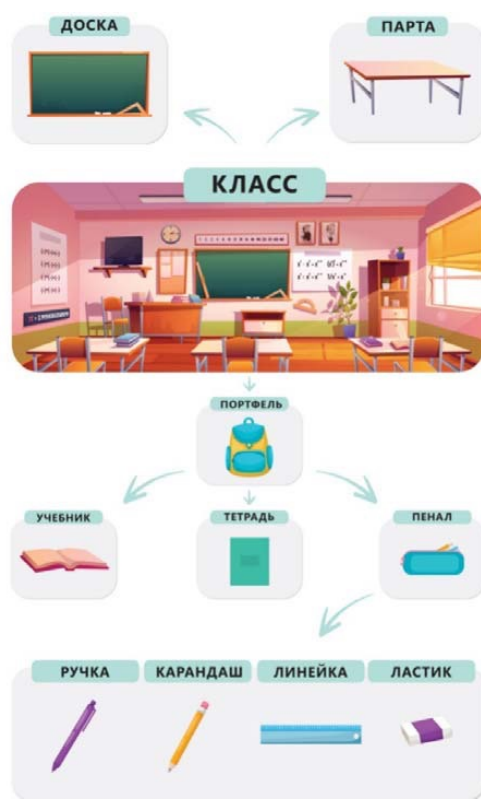 ДОСКА
ПАРТА
КЛАСС
ПОРТФЕЛЬ
УЧЕБНИК
ТЕТРАДЬ
ПЕНАЛ
РУЧКА
КАРАНДАШ
ЛИНЕЙКА
ЛАСТИК